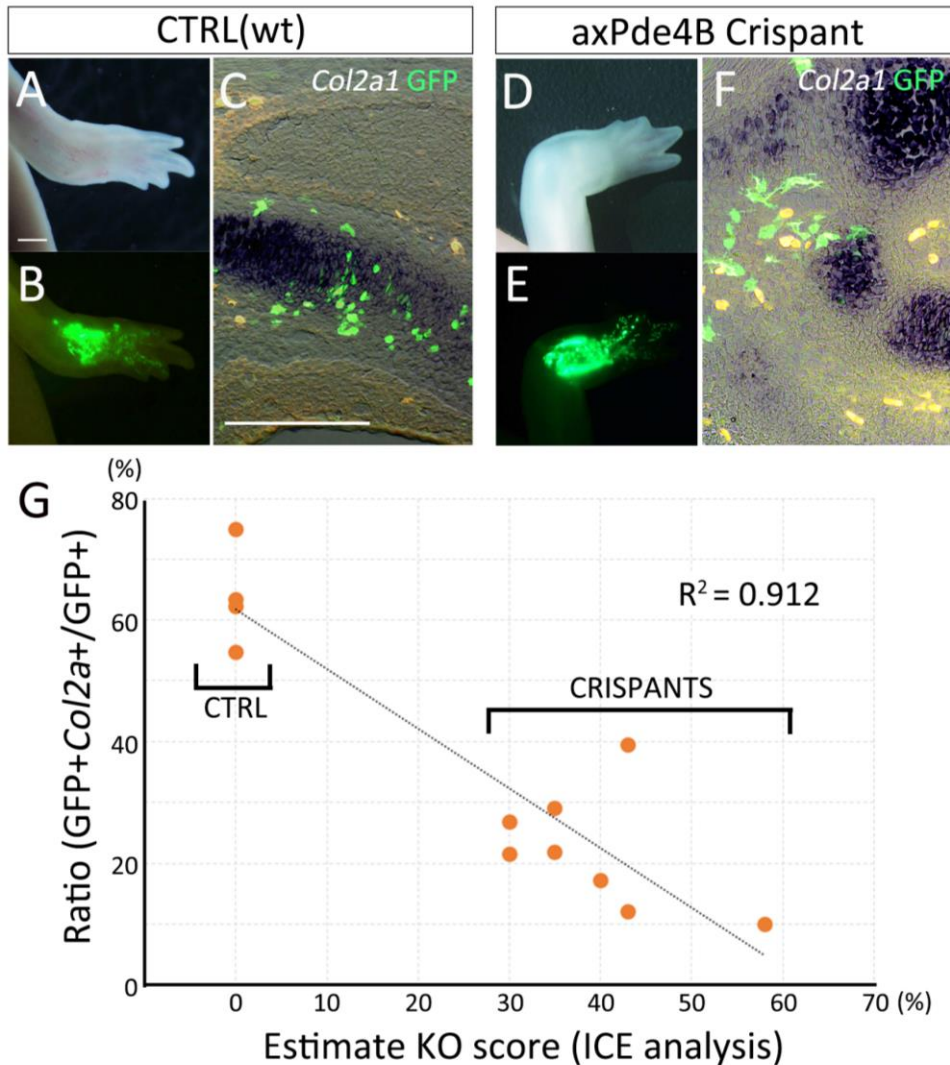 CTRL(wt)
axPde4B Crispant
A
C
Col2a1 GFP
D
F
Col2a1 GFP
B
E
G
(%)
80
60
40
20
0
Ratio (GFP+Col2a+/GFP+)
R² = 0.912
CTRL
CRISPANTS
0 10 20 30 40 50 60 70 (%)
Estimate KO score (ICE analysis)